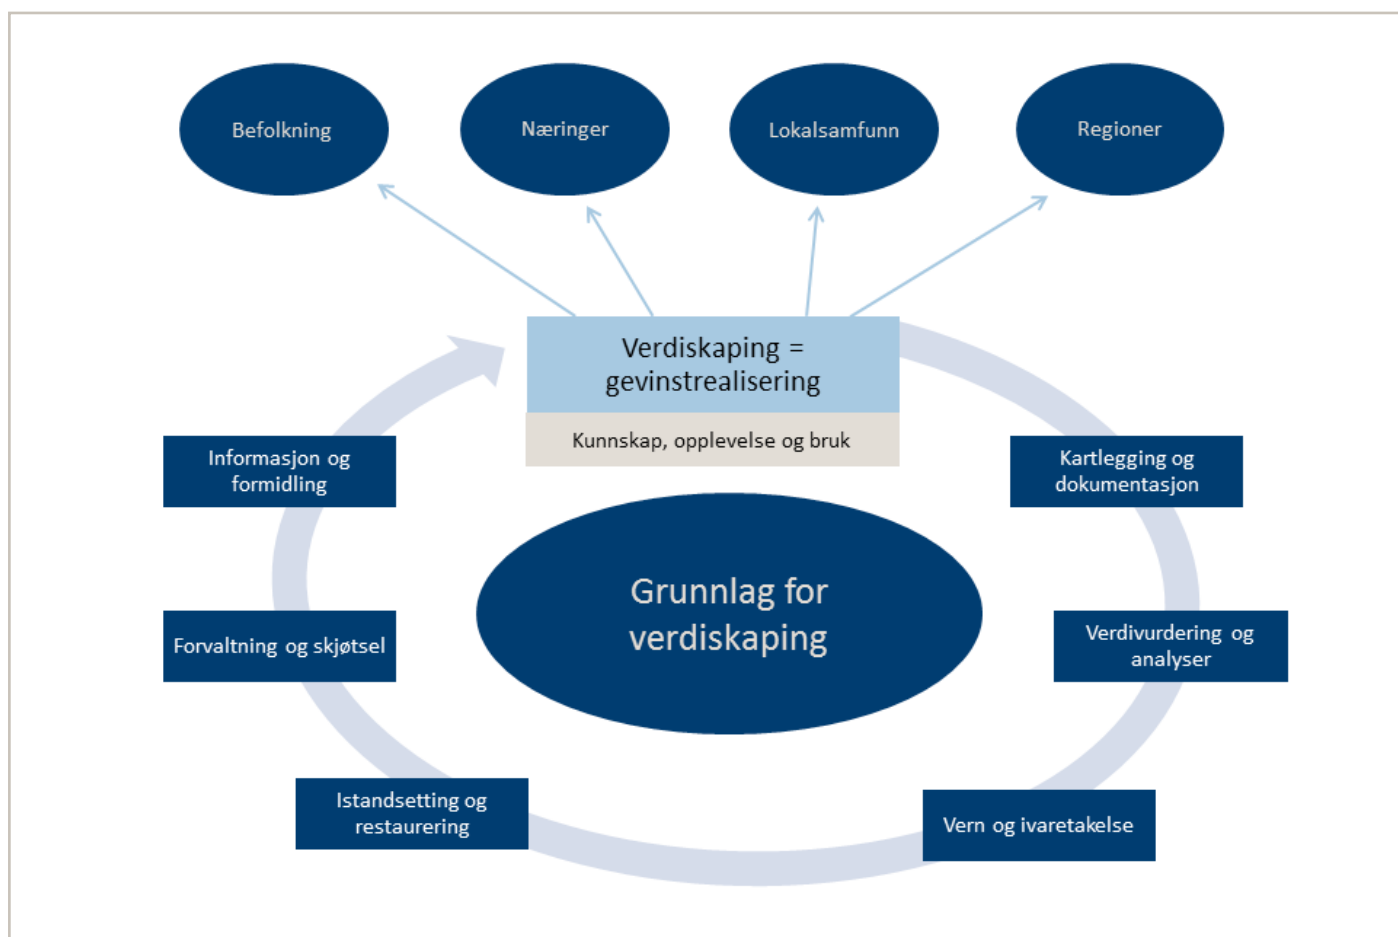 Befolkning
Næringer
Lokalsamfunn
Regioner
Verdiskaping =
gevinstrealisering
Kunnskap, opplevelse og bruk
Informasjon og
formidling
Kartlegging og
dokumentasjon
Grunnlag for
verdiskaping
Forvaltning og skjøtsel
Verdivurdering og
analyser
Istandsetting og
restaurering
Vern og ivaretakelse